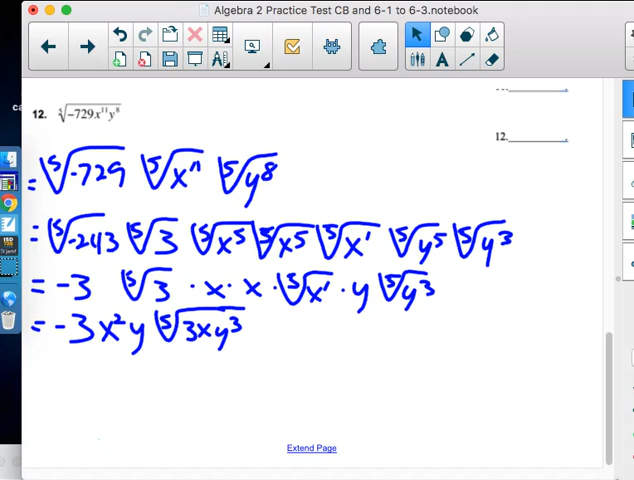 Algebra 2 Practice Test CB and 6-1 to 6-3.notebook
12. ⁵√-729x¹¹y⁸
12.
= ⁵√-729 ⁵√x¹¹ ⁵√y⁸
= ⁵√-243 ⁵√3 ⁵√x⁵ ⁵√x⁵ ⁵√x¹ ⁵√y⁵ ⁵√y³
= -3 ⁵√3 · x · x · ⁵√x¹ · y ⁵√y³
= -3x²y ⁵√3xy³
Extend Page